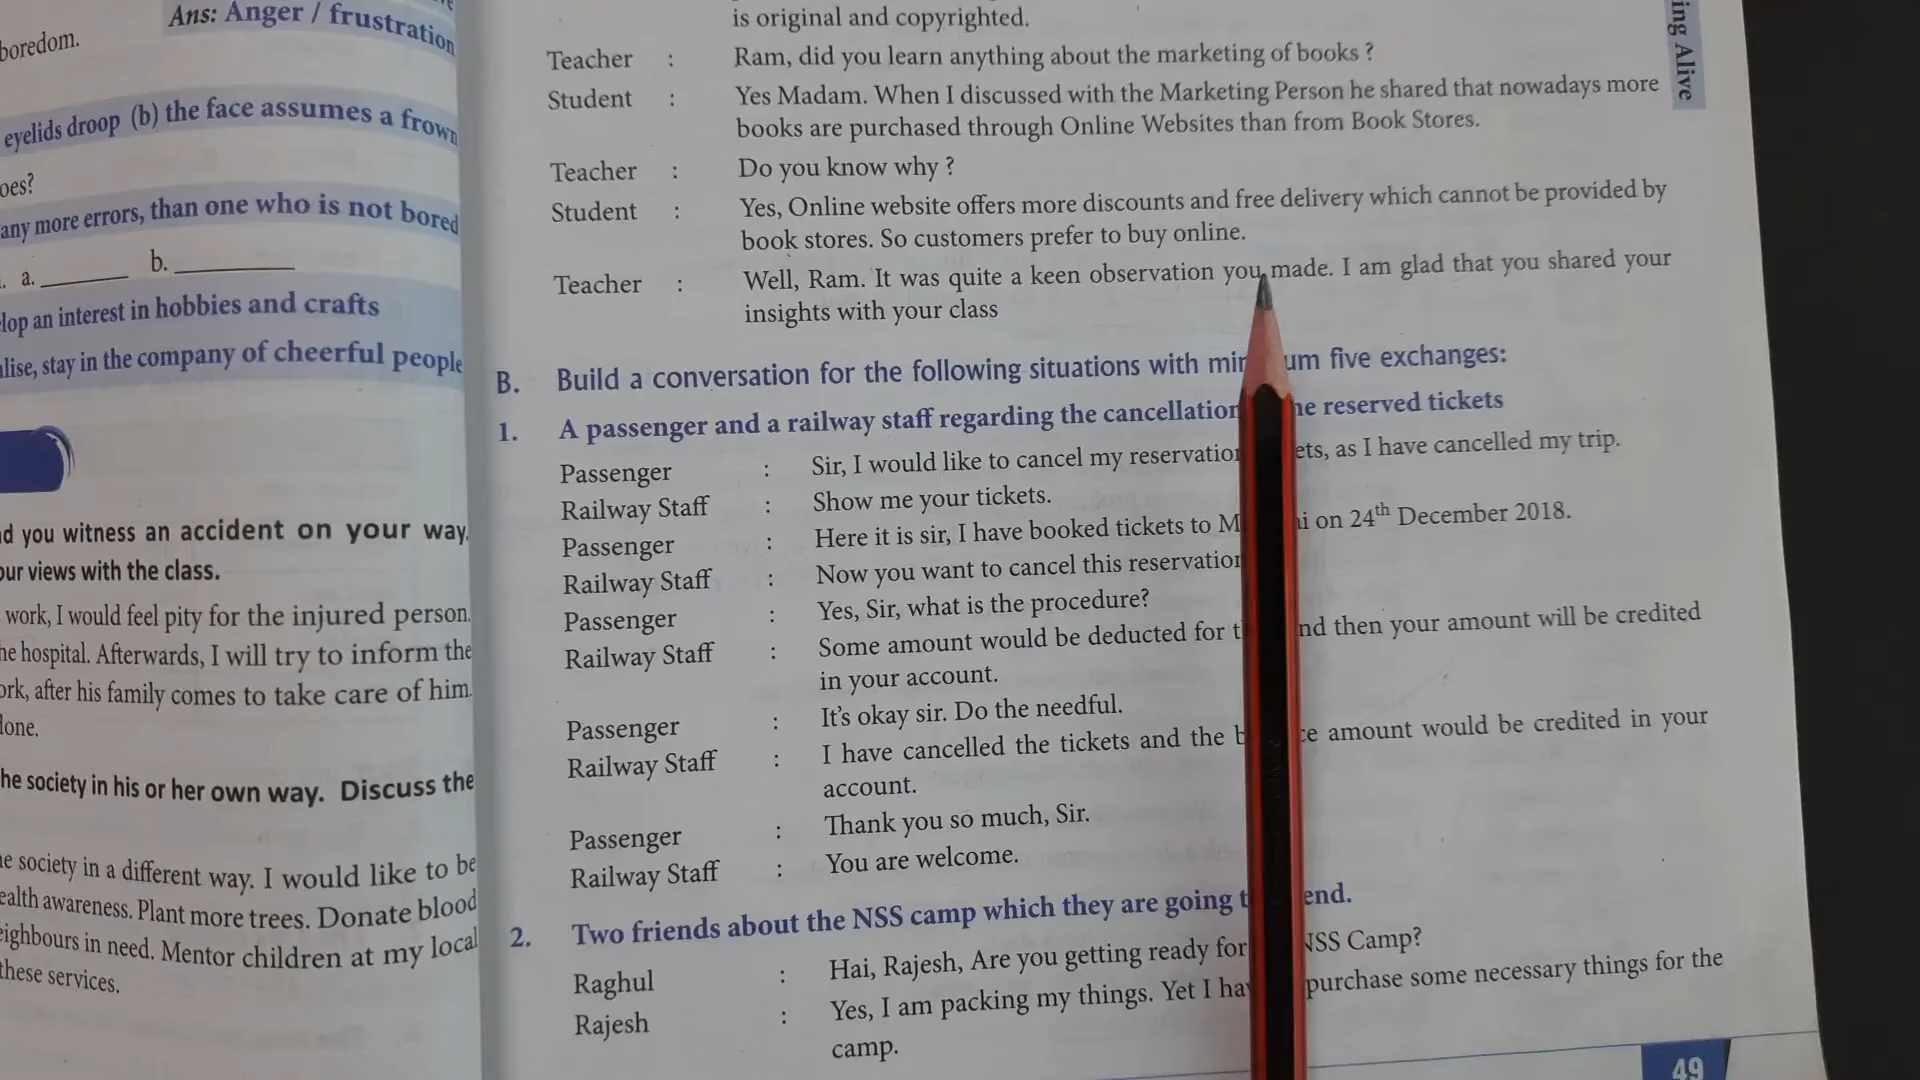 Ans: Anger / frustration
boredom.
eyelids droop (b) the face assumes a frown
oes?
any more errors, than one who is not bored
. a. ________ b. ________
lop an interest in hobbies and crafts
lise, stay in the company of cheerful people
d you witness an accident on your way.
our views with the class.
work, I would feel pity for the injured person.
he hospital. Afterwards, I will try to inform the
ork, after his family comes to take care of him.
done.
he society in his or her own way. Discuss the
e society in a different way. I would like to be
ealth awareness. Plant more trees. Donate blood
eighbours in need. Mentor children at my local
these services.
ing Alive
is original and copyrighted.
Teacher : Ram, did you learn anything about the marketing of books ?
Student : Yes Madam. When I discussed with the Marketing Person he shared that nowadays more
books are purchased through Online Websites than from Book Stores.
Teacher : Do you know why ?
Student : Yes, Online website offers more discounts and free delivery which cannot be provided by
book stores. So customers prefer to buy online.
Teacher : Well, Ram. It was quite a keen observation you made. I am glad that you shared your
insights with your class
B. Build a conversation for the following situations with min um five exchanges:
1. A passenger and a railway staff regarding the cancellation he reserved tickets
Passenger : Sir, I would like to cancel my reservatio ets, as I have cancelled my trip.
Railway Staff : Show me your tickets.
Passenger : Here it is sir, I have booked tickets to M i on 24th December 2018.
Railway Staff : Now you want to cancel this reservation
Passenger : Yes, Sir, what is the procedure?
Railway Staff : Some amount would be deducted for t nd then your amount will be credited
in your account.
Passenger : It's okay sir. Do the needful.
Railway Staff : I have cancelled the tickets and the b ce amount would be credited in your
account.
Passenger : Thank you so much, Sir.
Railway Staff : You are welcome.
2. Two friends about the NSS camp which they are going t end.
Raghul : Hai, Rajesh, Are you getting ready for NSS Camp?
Rajesh : Yes, I am packing my things. Yet I ha purchase some necessary things for the
camp.
49